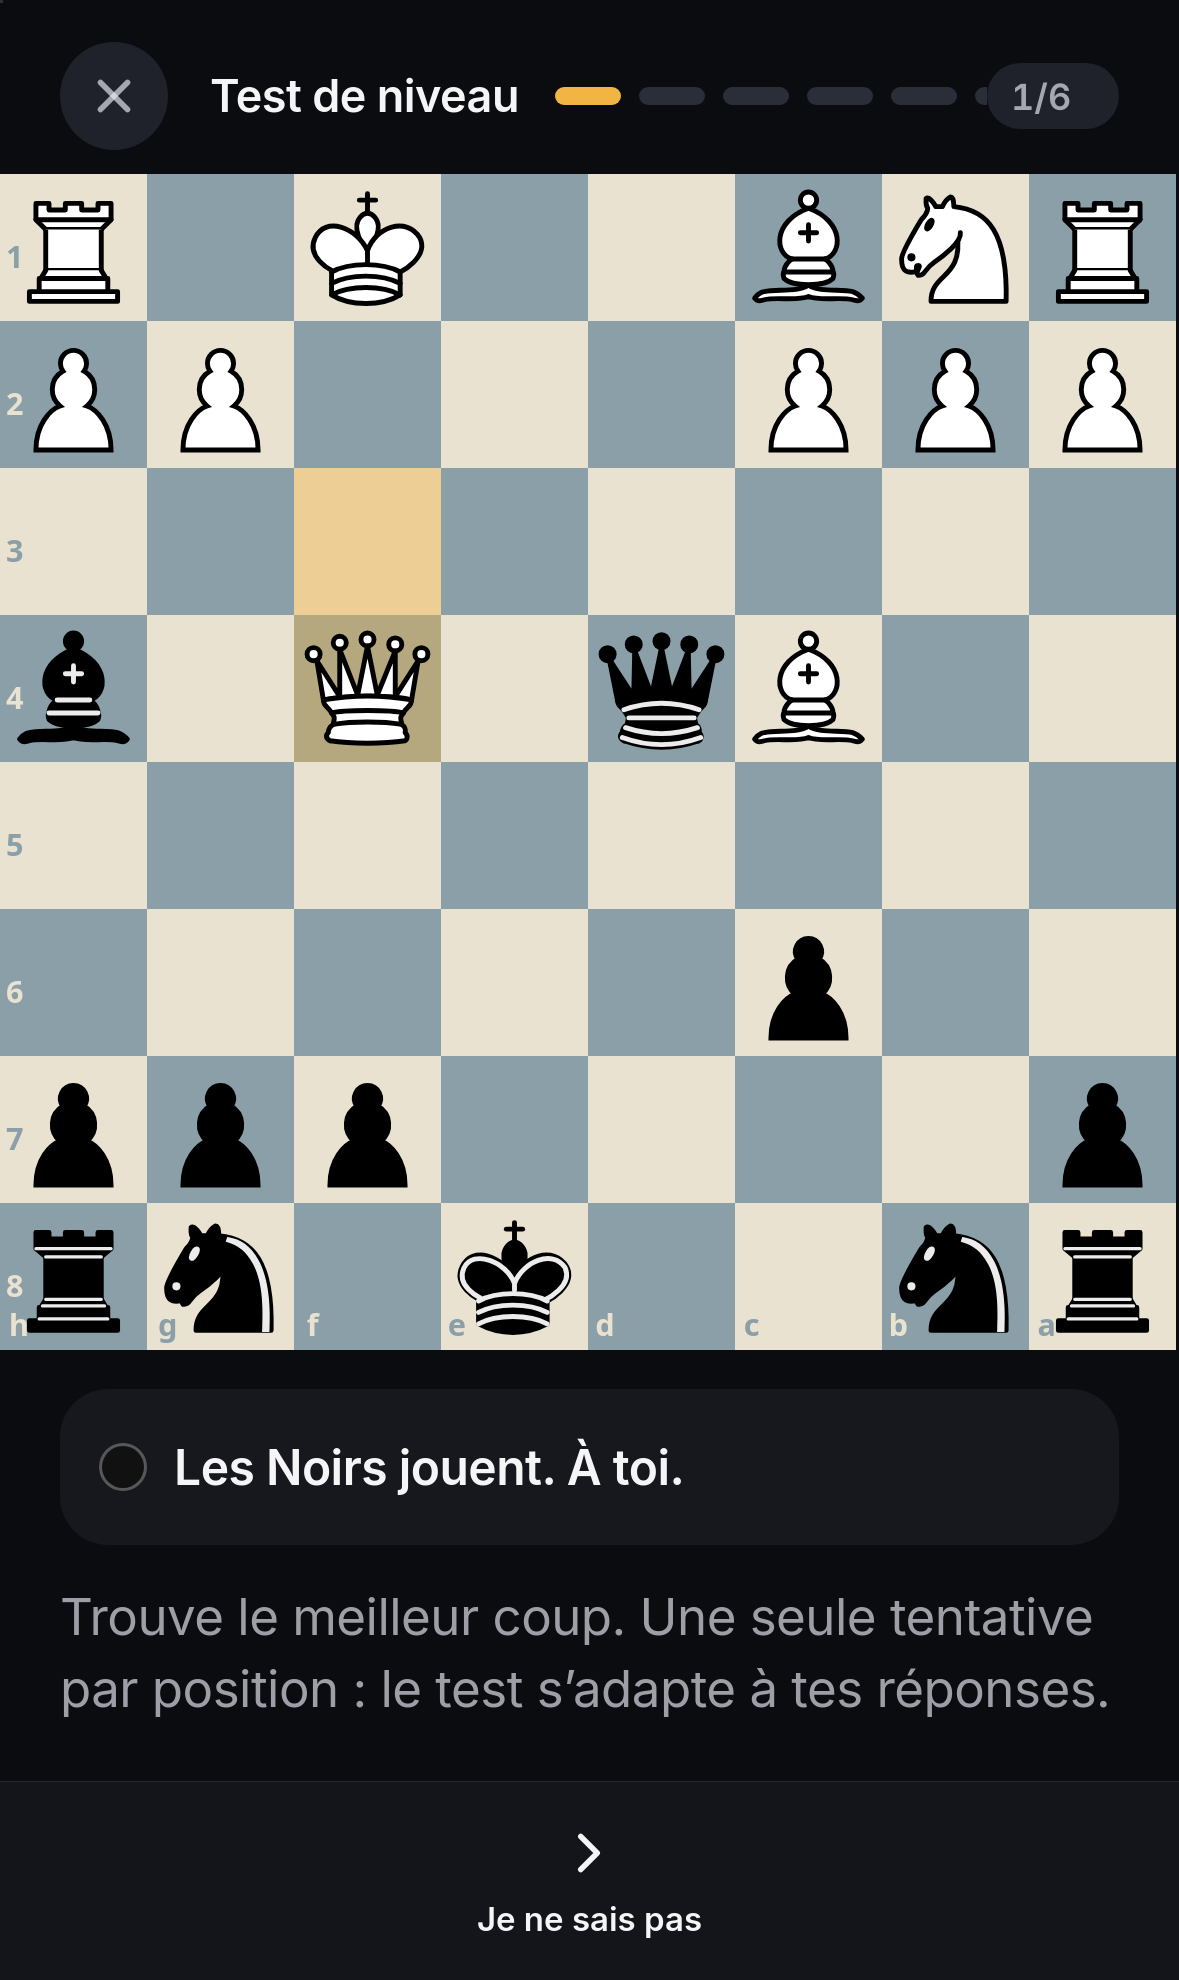 Test de niveau
1/6
1
2
3
4
5
6
7
8
h g f e d c b a
Les Noirs jouent. À toi.
Trouve le meilleur coup. Une seule tentative
par position : le test s’adapte à tes réponses.
Je ne sais pas